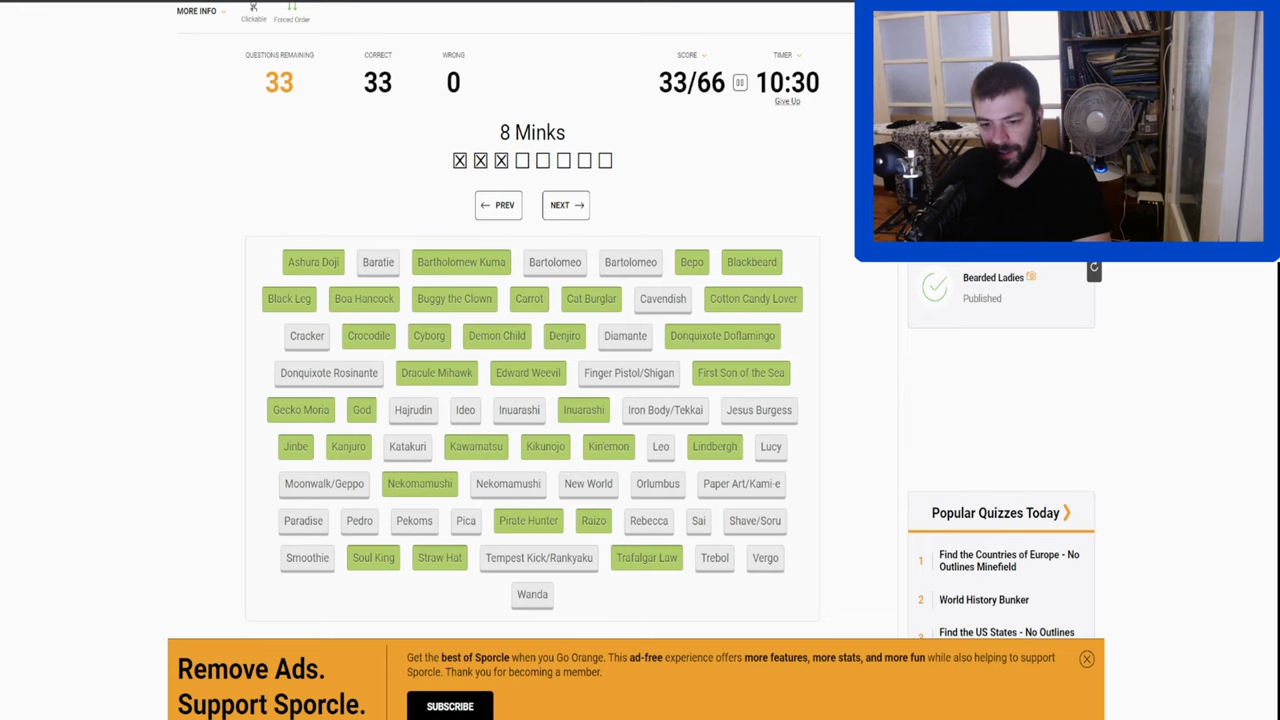 MORE INFO
Clickable
Forced Order
QUESTIONS REMAINING
CORRECT
WRONG
SCORE
TIMER
33
33
0
33/66
10:30
Give Up
8 Minks
← PREV
NEXT →
Ashura Doji
Baratie
Bartholomew Kuma
Bartolomeo
Bartolomeo
Bepo
Blackbeard
Black Leg
Boa Hancock
Buggy the Clown
Carrot
Cat Burglar
Cavendish
Cotton Candy Lover
Cracker
Crocodile
Cyborg
Demon Child
Denjiro
Diamante
Donquixote Doflamingo
Donquixote Rosinante
Dracule Mihawk
Edward Weevil
Finger Pistol/Shigan
First Son of the Sea
Gecko Moria
God
Hajrudin
Ideo
Inuarashi
Inuarashi
Iron Body/Tekkai
Jesus Burgess
Jinbe
Kanjuro
Katakuri
Kawamatsu
Kikunojo
Kin'emon
Leo
Lindbergh
Lucy
Moonwalk/Geppo
Nekomamushi
Nekomamushi
New World
Orlumbus
Paper Art/Kami-e
Paradise
Pedro
Pekoms
Pica
Pirate Hunter
Raizo
Rebecca
Sai
Shave/Soru
Smoothie
Soul King
Straw Hat
Tempest Kick/Rankyaku
Trafalgar Law
Trebol
Vergo
Wanda
Bearded Ladies
Published
Popular Quizzes Today
1 Find the Countries of Europe - No
Outlines Minefield
2 World History Bunker
3 Find the US States - No Outlines
Remove Ads.
Support Sporcle.
Get the best of Sporcle when you Go Orange. This ad-free experience offers more features, more stats, and more fun while also helping to support
Sporcle. Thank you for becoming a member.
SUBSCRIBE